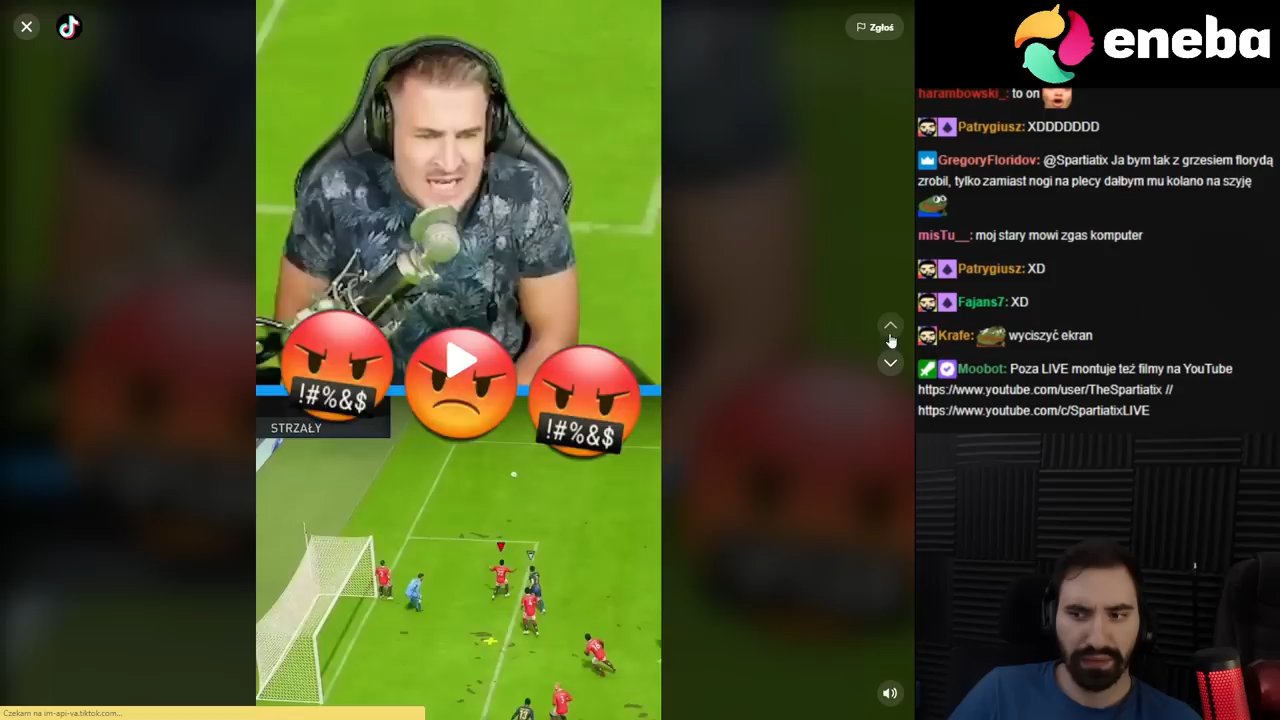 Zgłoś
eneba
harambowski_: to on
Patrygiusz: XDDDDDDD
GregoryFloridov: @Spartiatix Ja bym tak z grzesiem florydą
zrobil, tylko zamiast nogi na plecy dałbym mu kolano na szyję
misTu__: moj stary mowi zgas komputer
Patrygiusz: XD
Fajans7: XD
Krafe: wyciszyć ekran
Moobot: Poza LIVE montuje też filmy na YouTube
https://www.youtube.com/user/TheSpartiatix //
https://www.youtube.com/c/SpartiatixLIVE
!#%&$
!#%&$
STRZAŁY
Czekam na im-api-va.tiktok.com...